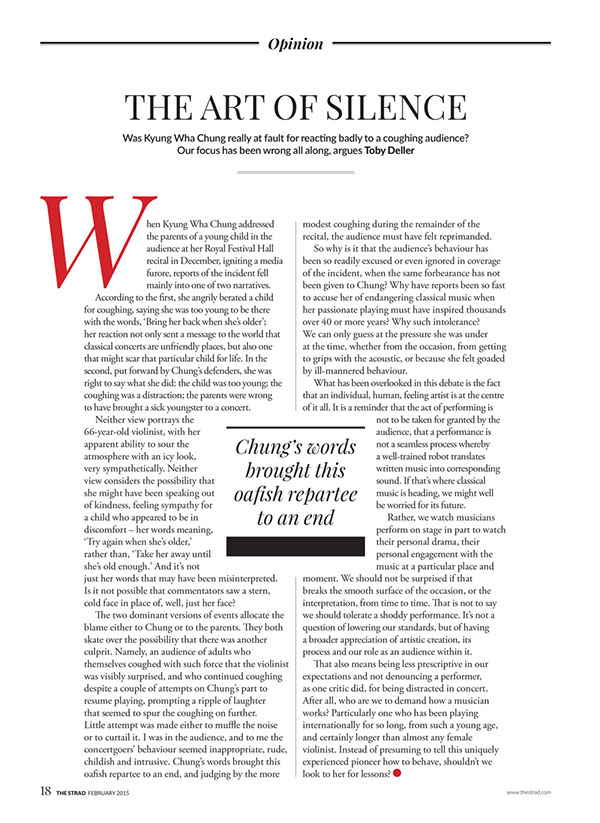 Opinion
THE ART OF SILENCE
Was Kyung Wha Chung really at fault for reacting badly to a coughing audience?
Our focus has been wrong all along, argues Toby Deller
When Kyung Wha Chung addressed
the parents of a young child in the
audience at her Royal Festival Hall
recital in December, igniting a media
furore, reports of the incident fell
mainly into one of two narratives.
According to the first, she angrily berated a child
for coughing, saying she was too young to be there
with the words, ‘Bring her back when she’s older’;
her reaction not only sent a message to the world that
classical concerts are unfriendly places, but also one
that might scar that particular child for life. In the
second, put forward by Chung’s defenders, she was
right to say what she did: the child was too young; the
coughing was a distraction; the parents were wrong
to have brought a sick youngster to a concert.
Neither view portrays the
66-year-old violinist, with her
apparent ability to sour the
atmosphere with an icy look,
very sympathetically. Neither
view considers the possibility that
she might have been speaking out
of kindness, feeling sympathy for
a child who appeared to be in
discomfort – her words meaning,
‘Try again when she’s older,’
rather than, ‘Take her away until
she’s old enough.’ And it’s not
just her words that may have been misinterpreted.
Is it not possible that commentators saw a stern,
cold face in place of, well, just her face?
The two dominant versions of events allocate the
blame either to Chung or to the parents. They both
skate over the possibility that there was another
culprit. Namely, an audience of adults who
themselves coughed with such force that the violinist
was visibly surprised, and who continued coughing
despite a couple of attempts on Chung’s part to
resume playing, prompting a ripple of laughter
that seemed to spur the coughing on further.
Little attempt was made either to muffle the noise
or to curtail it. I was in the audience, and to me the
concertgoers’ behaviour seemed inappropriate, rude,
childish and intrusive. Chung’s words brought this
oafish repartee to an end, and judging by the more
modest coughing during the remainder of the
recital, the audience must have felt reprimanded.
So why is it that the audience’s behaviour has
been so readily excused or even ignored in coverage
of the incident, when the same forbearance has not
been given to Chung? Why have reports been so fast
to accuse her of endangering classical music when
her passionate playing must have inspired thousands
over 40 or more years? Why such intolerance?
We can only guess at the pressure she was under
at the time, whether from the occasion, from getting
to grips with the acoustic, or because she felt goaded
by ill-mannered behaviour.
What has been overlooked in this debate is the fact
that an individual, human, feeling artist is at the centre
of it all. It is a reminder that the act of performing is
not to be taken for granted by the
audience, that a performance is
not a seamless process whereby
a well-trained robot translates
written music into corresponding
sound. If that’s where classical
music is heading, we might well
be worried for its future.
Rather, we watch musicians
perform on stage in part to watch
their personal drama, their
personal engagement with the
music at a particular place and
moment. We should not be surprised if that
breaks the smooth surface of the occasion, or the
interpretation, from time to time. That is not to say
we should tolerate a shoddy performance. It’s not a
question of lowering our standards, but of having
a broader appreciation of artistic creation, its
process and our role as an audience within it.
That also means being less prescriptive in our
expectations and not denouncing a performer,
as one critic did, for being distracted in concert.
After all, who are we to demand how a musician
works? Particularly one who has been playing
internationally for so long, from such a young age,
and certainly longer than almost any female
violinist. Instead of presuming to tell this uniquely
experienced pioneer how to behave, shouldn’t we
look to her for lessons?
Chung’s words
brought this
oafish repartee
to an end
18 THE STRAD FEBRUARY 2015
www.thestrad.com